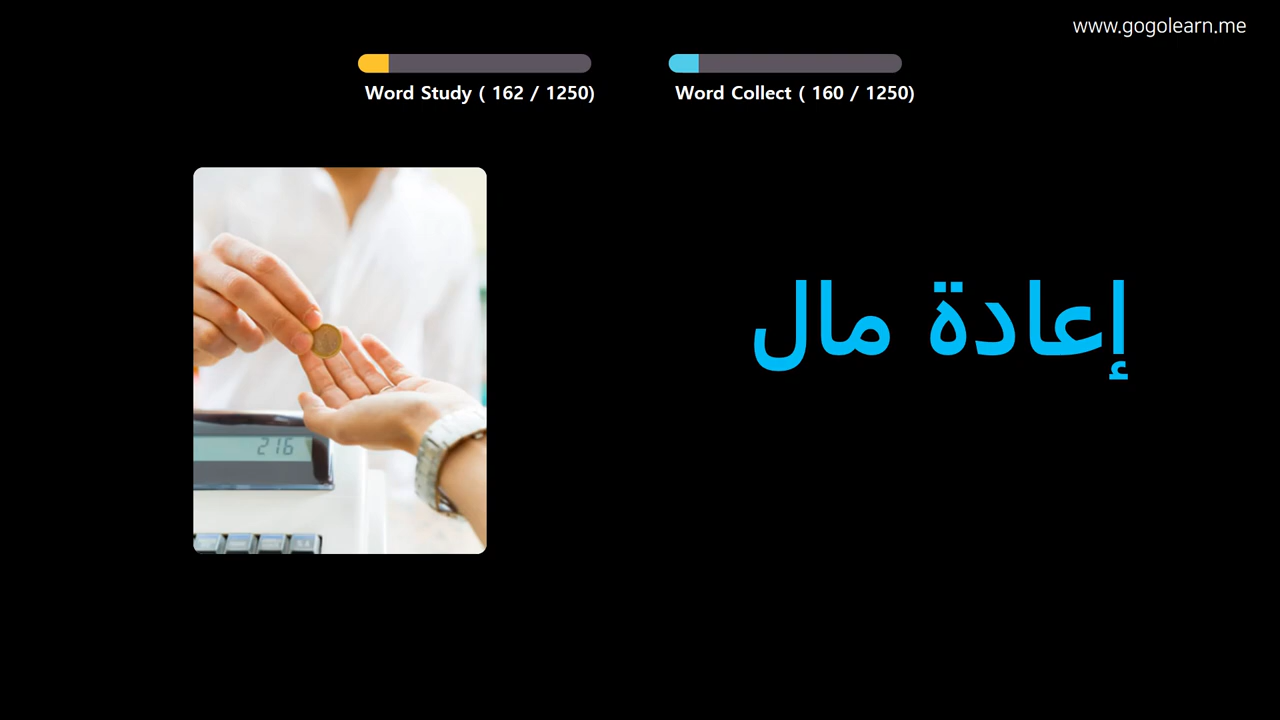 www.gogolearn.me
Word Study ( 162 / 1250)
Word Collect ( 160 / 1250)
إعادة مال
216